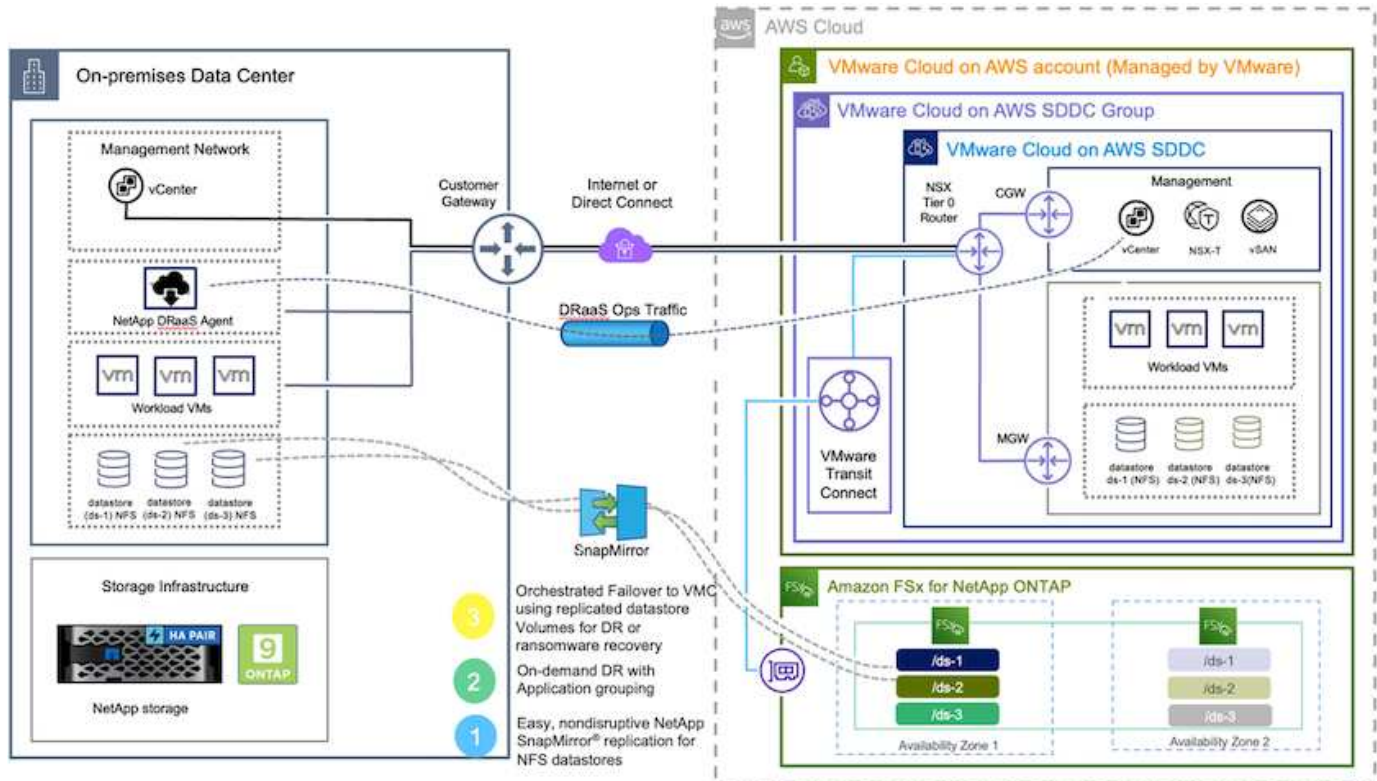 aws
AWS Cloud
On-premises Data Center
Management Network
vCenter
NetApp DRaaS Agent
vm
vm
vm
Workload VMs
datastore
(ds-1) NFS
datastore
(ds-2) NFS
datastore
(ds-3) NFS
Storage Infrastructure
HA PAIR
9
ONTAP
NetApp storage
Customer
Gateway
Internet or
Direct Connect
DRaaS Ops Traffic
SnapMirror
3
Orchestrated Failover to VMC
using replicated datastore
Volumes for DR or
ransomware recovery
2
On-demand DR with
Application grouping
1
Easy, nondisruptive NetApp
SnapMirror® replication for
NFS datastores
VMware Cloud on AWS account (Managed by VMware)
VMware Cloud on AWS SDDC Group
VMware Cloud on AWS SDDC
NSX
Tier 0
Router
CGW
Management
vCenter
T
NSX-T
vSAN
vm
vm
vm
Workload VMs
MGW
datastore
ds-1 (NFS)
datastore
ds-2 (NFS)
datastore
ds-3(NFS)
VMware
Transit
Connect
FSx
Amazon FSx for NetApp ONTAP
FSx
/ds-1
/ds-2
/ds-3
Availability Zone 1
FSx
/ds-1
/ds-2
/ds-3
Availability Zone 2